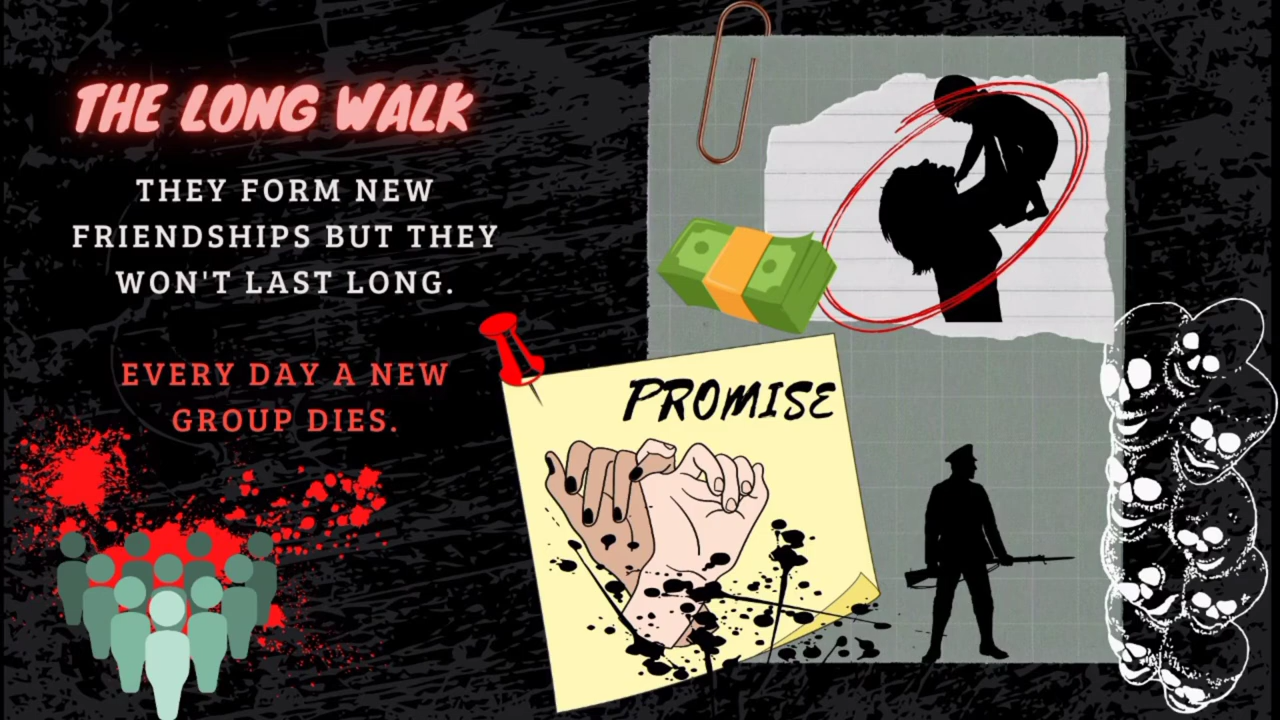 THE LONG WALK
THEY FORM NEW
FRIENDSHIPS BUT THEY
WON'T LAST LONG.
EVERY DAY A NEW
GROUP DIES.
PROMISE